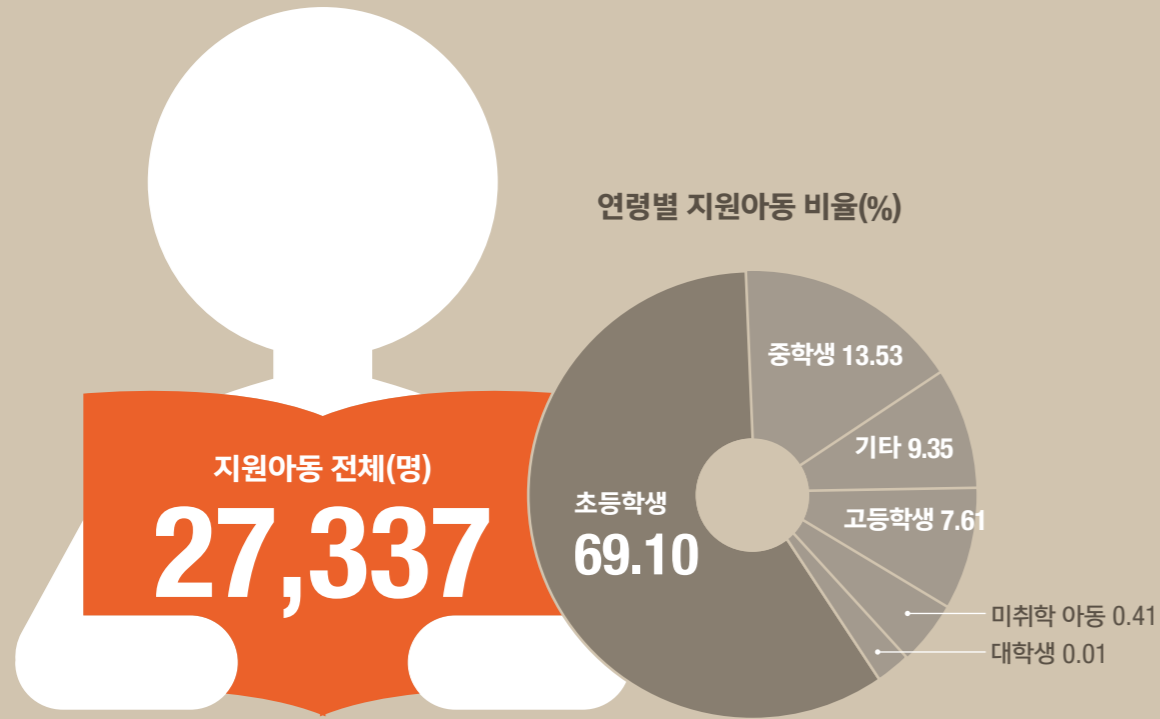 연령별 지원아동 비율(%)
중학생 13.53
기타 9.35
지원아동 전체(명)
27,337
초등학생
69.10
고등학생 7.61
미취학 아동 0.41
대학생 0.01